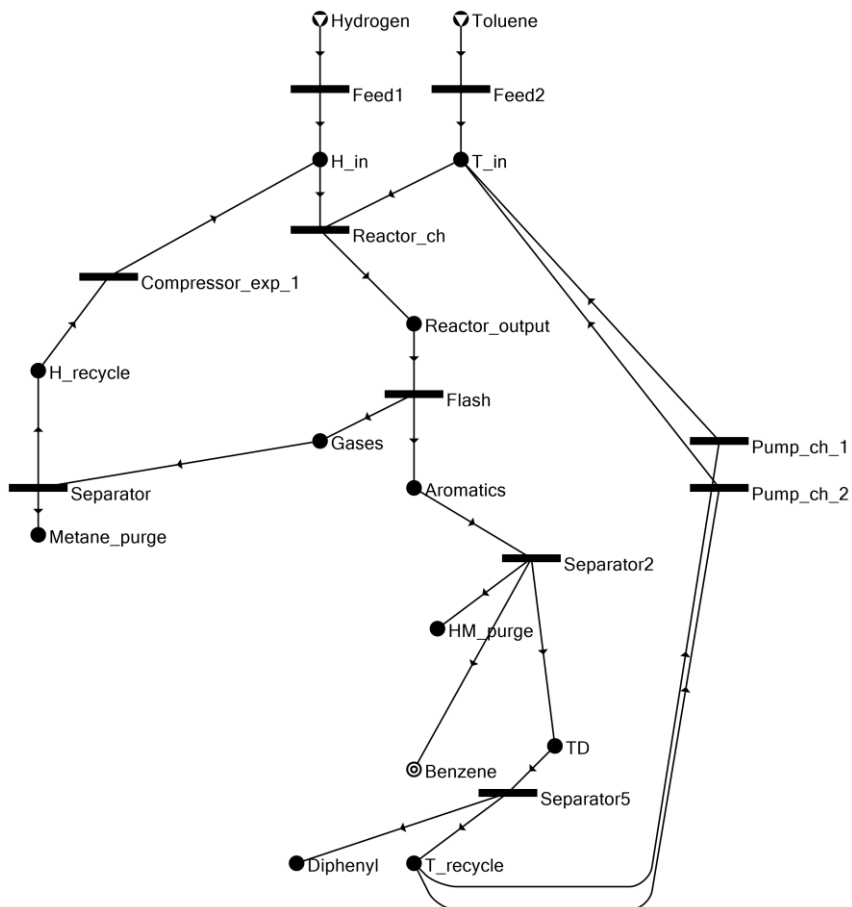 Hydrogen
Toluene
Feed1
Feed2
H_in
T_in
Reactor_ch
Compressor_exp_1
Reactor_output
H_recycle
Flash
Gases
Pump_ch_1
Separator
Aromatics
Pump_ch_2
Metane_purge
Separator2
HM_purge
TD
Benzene
Separator5
Diphenyl
T_recycle